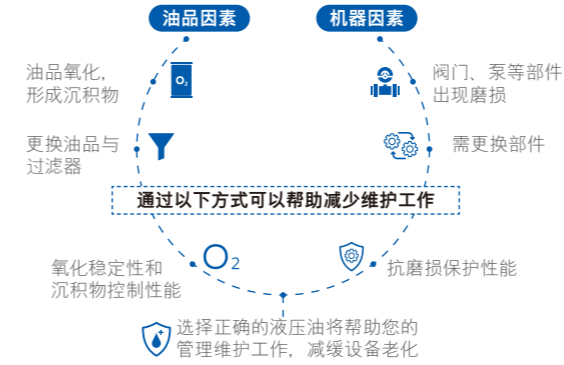 油品因素
机器因素
油品氧化，
形成沉积物
O₂
阀门、泵等部件
出现磨损
更换油品与
过滤器
需更换部件
通过以下方式可以帮助减少维护工作
氧化稳定性和
沉积物控制性能
O₂
抗磨损保护性能
选择正确的液压油将帮助您的
管理维护工作，减缓设备老化